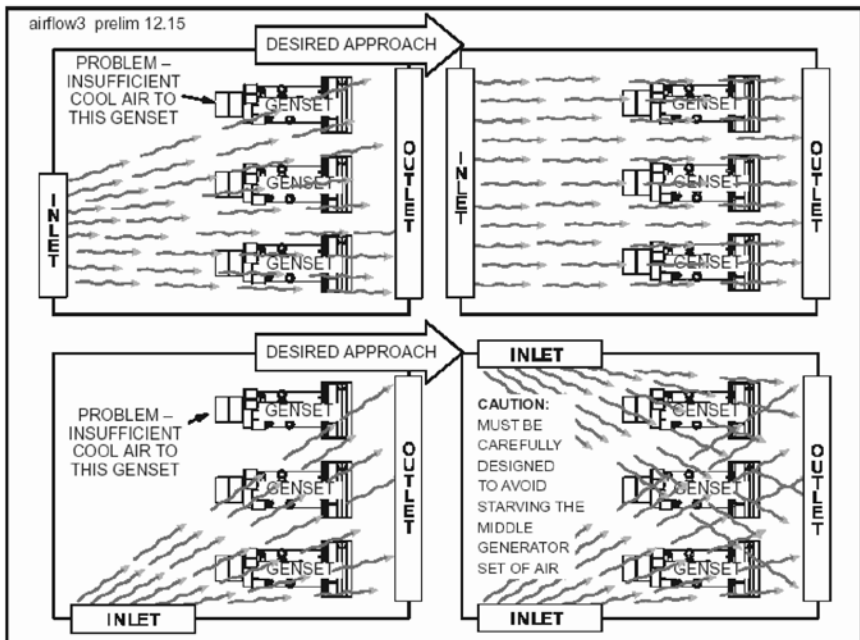 airflow3 prelim 12.15
DESIRED APPROACH
PROBLEM –
INSUFFICIENT
COOL AIR TO
THIS GENSET
GENSET
GENSET
GENSET
INLET
OUTLET
INLET
GENSET
GENSET
GENSET
OUTLET
DESIRED APPROACH
PROBLEM –
INSUFFICIENT
COOL AIR TO
THIS GENSET
GENSET
GENSET
GENSET
OUTLET
INLET
INLET
CAUTION:
MUST BE
CAREFULLY
DESIGNED
TO AVOID
STARVING THE
MIDDLE
GENERATOR
SET OF AIR
GENSET
GENSET
GENSET
OUTLET
INLET